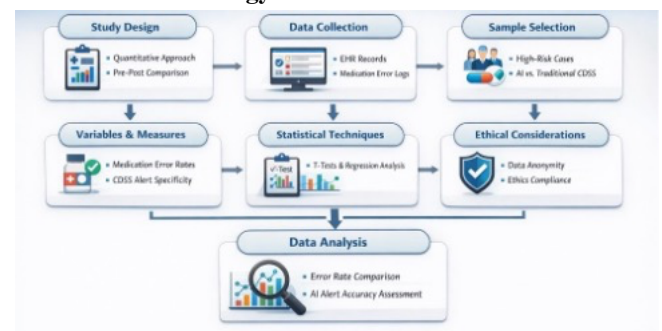 Study Design
• Quantitative Approach
• Pre-Post Comparison
Data Collection
• EHR Records
• Medication Error Logs
Sample Selection
• High-Risk Cases
• AI vs. Traditional CDSS
Variables & Measures
• Medication Error Rates
• CDSS Alert Specificity
Statistical Techniques
• T-Tests & Regression Analysis
Ethical Considerations
• Data Anonymity
• Ethics Compliance
Data Analysis
• Error Rate Comparison
• AI Alert Accuracy Assessment